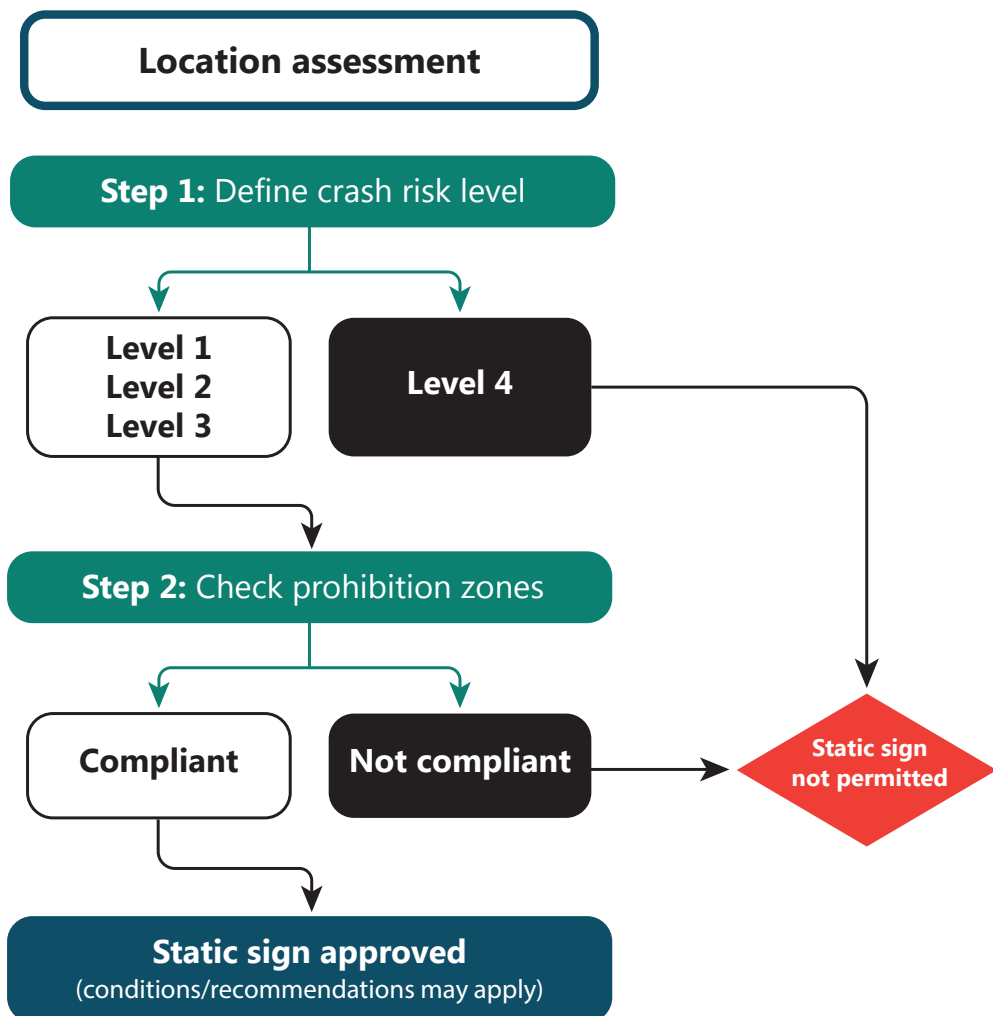 Location assessment
Step 1: Define crash risk level
Level 1
Level 2
Level 3
Level 4
Step 2: Check prohibition zones
Compliant
Not compliant
Static sign
not permitted
Static sign approved
(conditions/recommendations may apply)